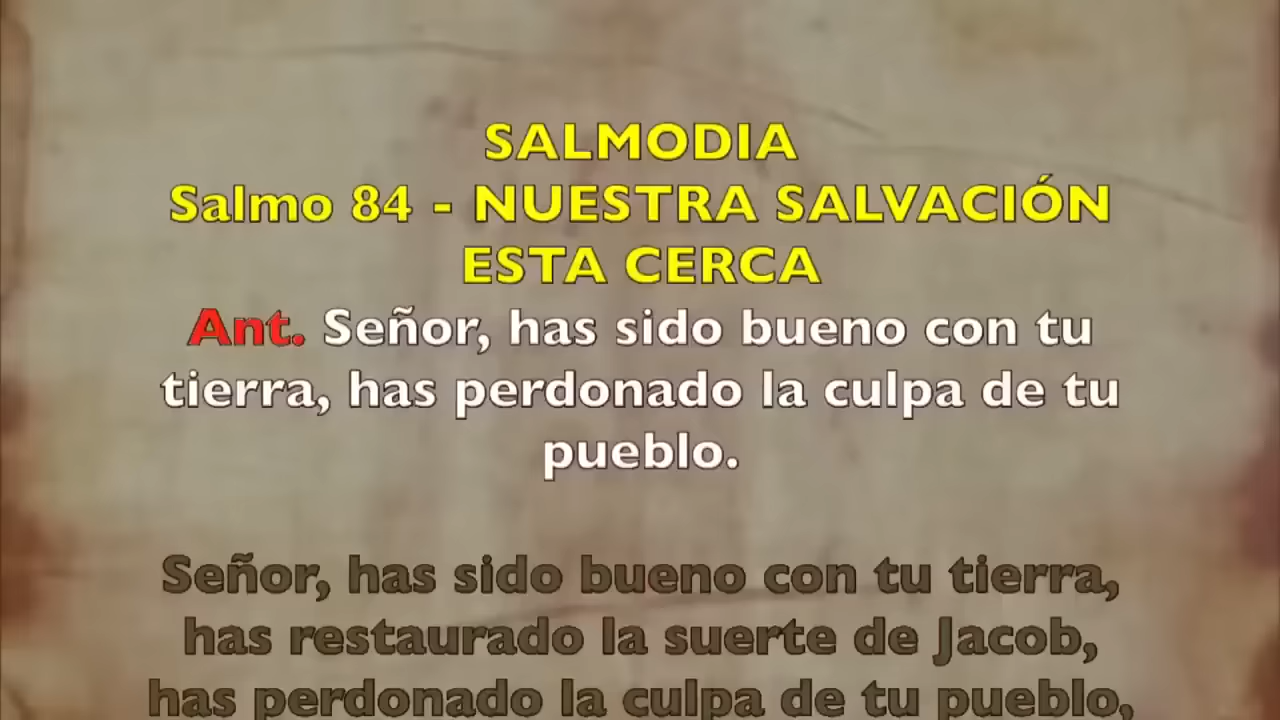 SALMODIA
Salmo 84 - NUESTRA SALVACIÓN
ESTA CERCA
Ant. Señor, has sido bueno con tu
tierra, has perdonado la culpa de tu
pueblo.
Señor, has sido bueno con tu tierra,
has restaurado la suerte de Jacob,
has perdonado la culpa de tu pueblo,